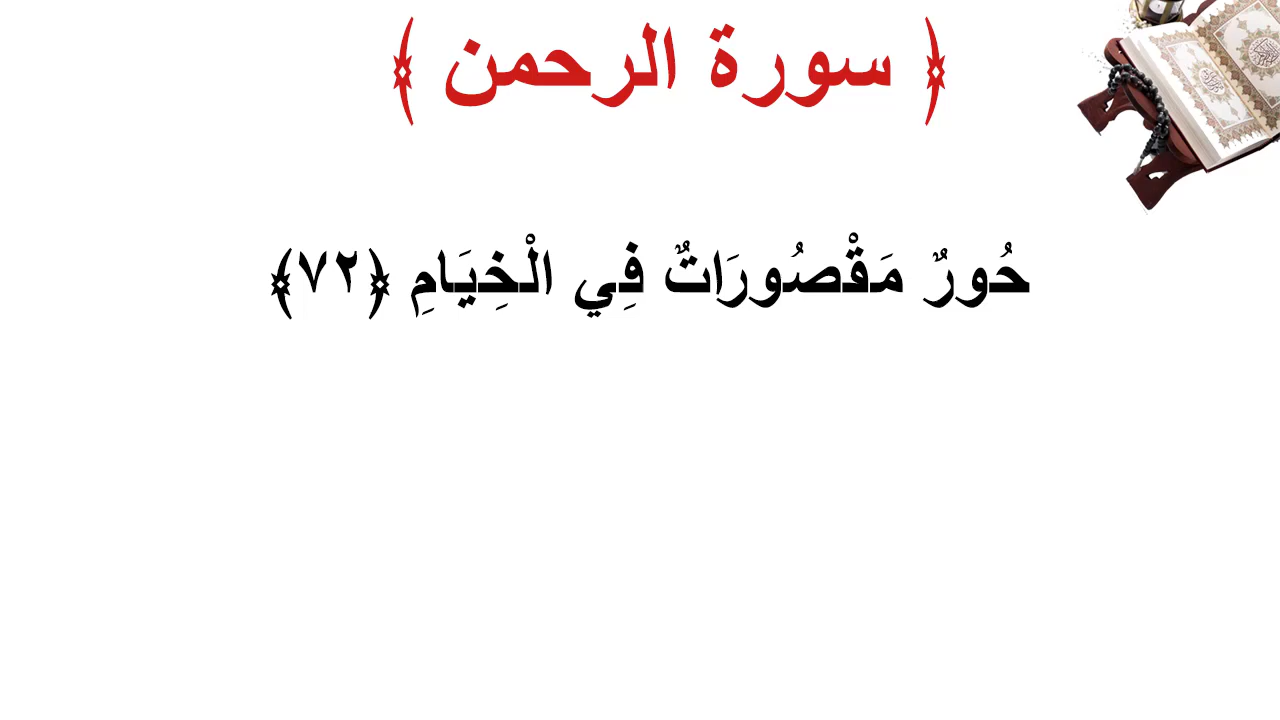 ﴿ سورة الرحمن ﴾
حُورٌ مَقْصُورَاتٌ فِي الْخِيَامِ ﴿٧٢﴾